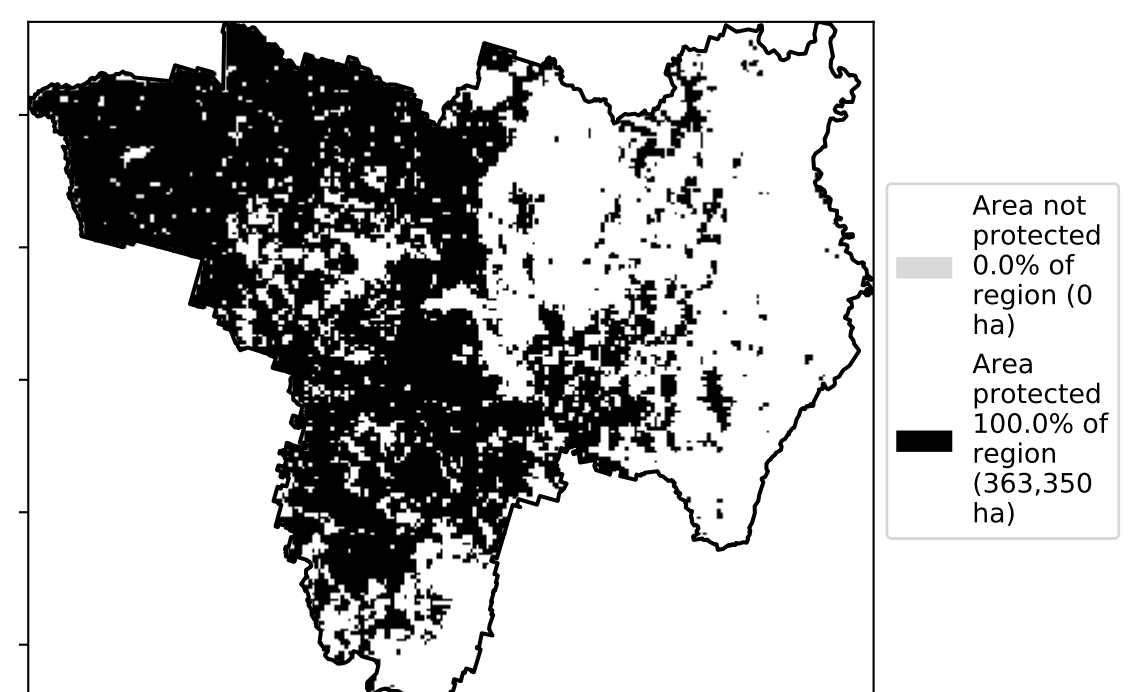 Area not
protected
0.0% of
region (0
ha)
Area
protected
100.0% of
region
(363,350
ha)